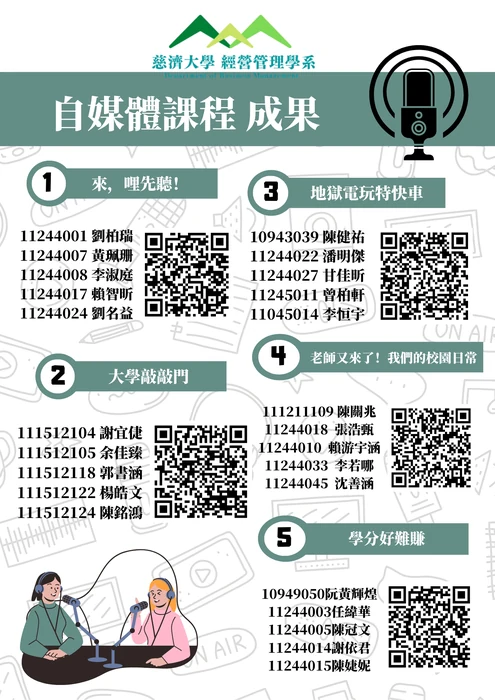 慈濟大學 經營管理學系
Department of Business Management
自媒體課程 成果
1
來，哩先聽！
11244001 劉柏瑞
11244007 黃珮珊
11244008 李淑庭
11244017 賴智昕
11244024 劉名益
2
大學敲敲門
111512104 謝宜倢
111512105 余佳臻
111512118 郭書涵
111512122 楊皓文
111512124 陳銘鴻
3
地獄電玩特快車
10943039 陳健祐
11244022 潘明傑
11244027 甘佳昕
11245011 曾柏軒
11045014 李恒宇
4
老師又來了！我們的校園日常
111211109 陳關兆
11244018 張浩甄
11244010 賴游宇涵
11244033 李若哪
11244045 沈善涵
5
學分好難賺
10949050阮黃輝煌
11244003任緯華
11244005陳冠文
11244014謝依君
11244015陳婕妮
ON AIR
ON AIR